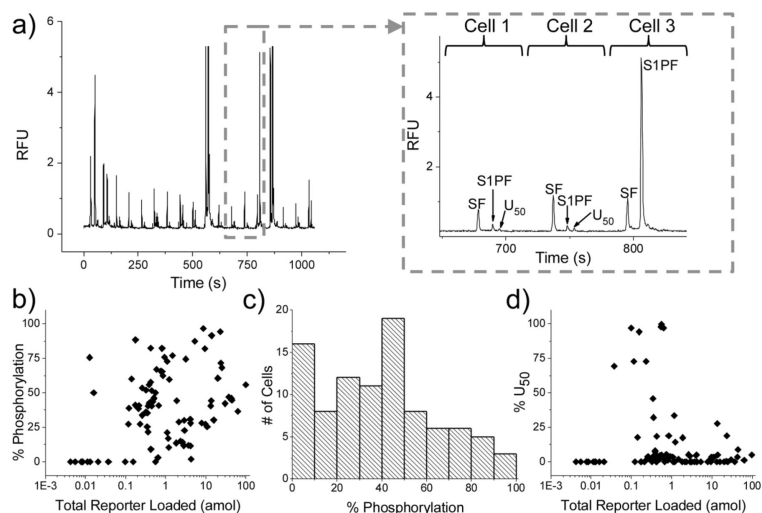 a)
6
4
2
0
RFU
0 250 500 750 1000
Time (s)
Cell 1 Cell 2 Cell 3
4
2
RFU
SF
S1PF
U50
SF
S1PF
U50
SF
S1PF
700 800
Time (s)
b)
100
75
50
25
0
% Phosphorylation
1E-3 0.01 0.1 1 10 100
Total Reporter Loaded (amol)
c)
20
15
10
5
0
# of Cells
0 20 40 60 80 100
% Phosphorylation
d)
100
75
50
25
0
% U50
1E-3 0.01 0.1 1 10 100
Total Reporter Loaded (amol)